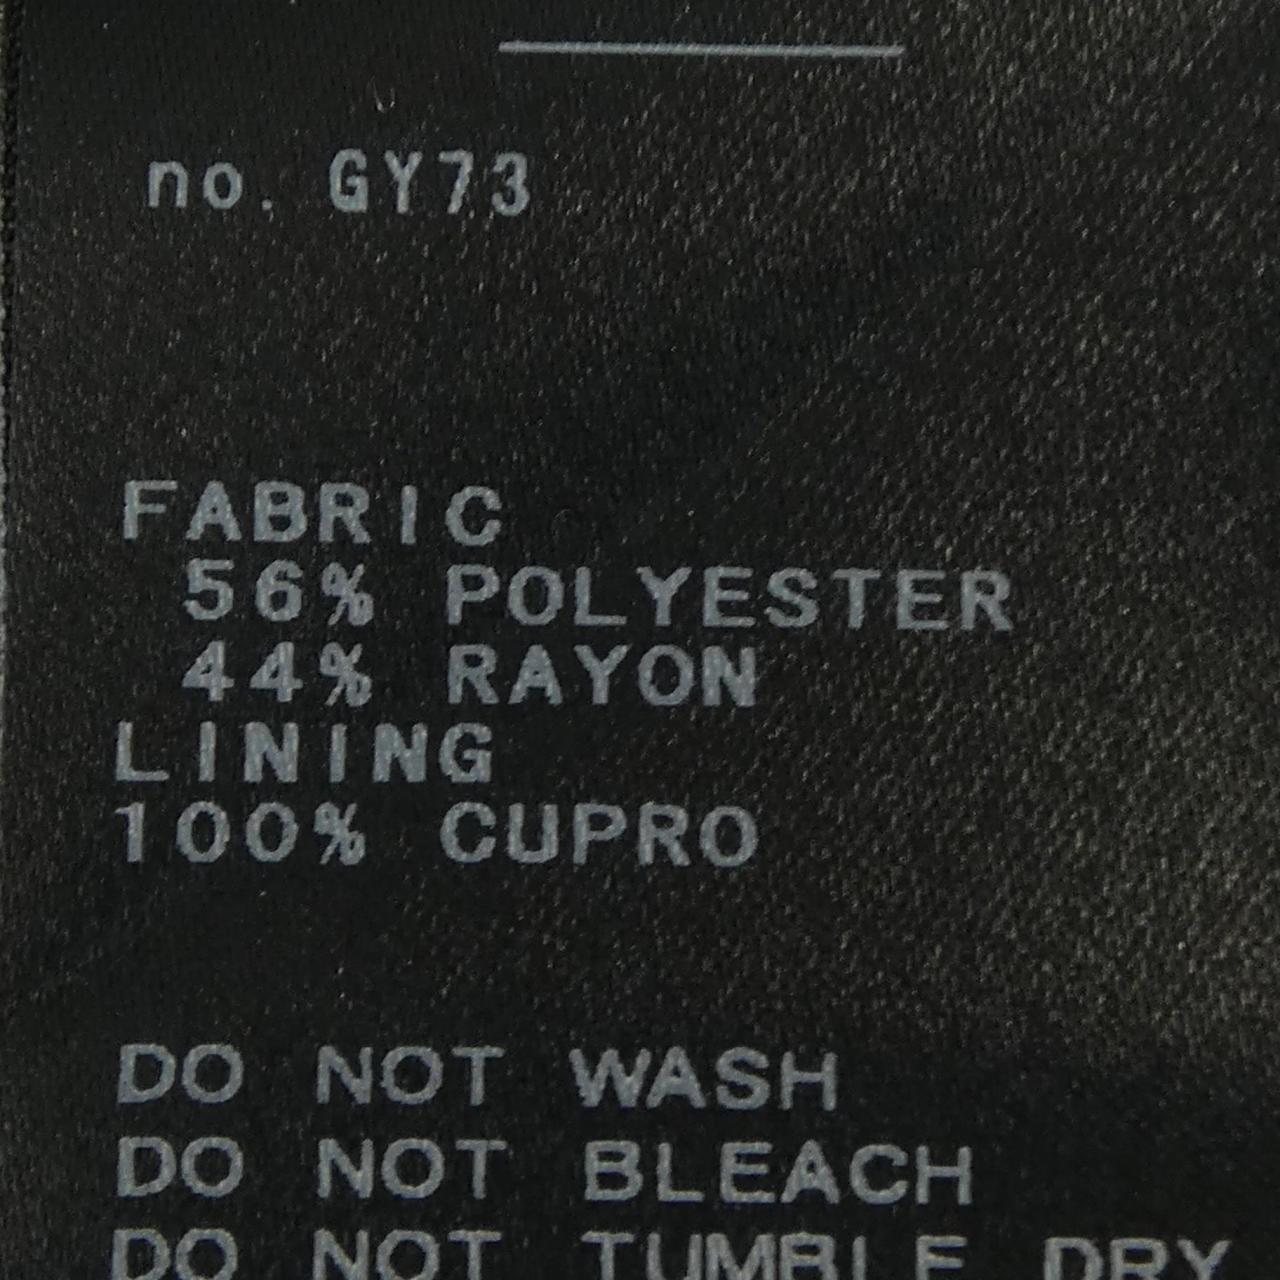 no. GY73
FABRIC
56% POLYESTER
44% RAYON
LINING
100% CUPRO
DO NOT WASH
DO NOT BLEACH
DO NOT TUMBLE DRY